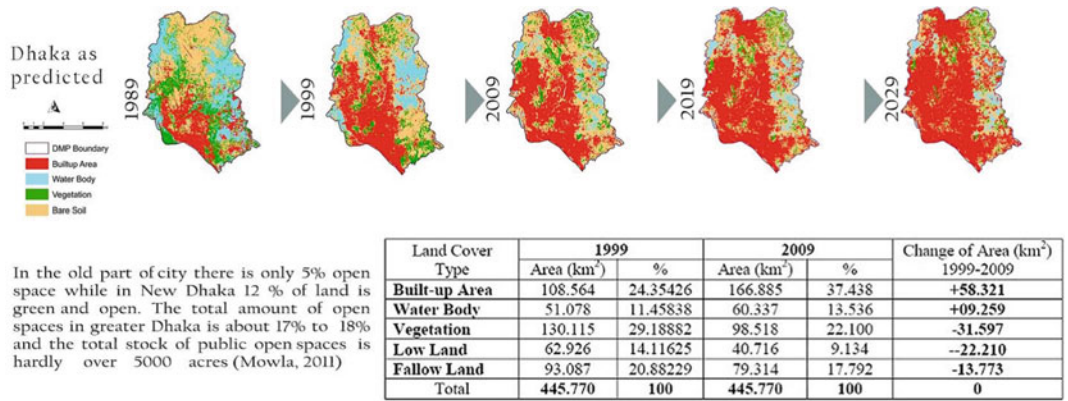 Dhaka as
predicted
1989
1999
2009
2019
2029
DMP Boundary
Builtup Area
Water Body
Vegetation
Bare Soil
In the old part of city there is only 5% open
space while in New Dhaka 12 % of land is
green and open. The total amount of open
spaces in greater Dhaka is about 17% to 18%
and the total stock of public open spaces is
hardly over 5000 acres (Mowla, 2011)
Land Cover Type | 1999 | 2009 | Change of Area (km²) 1999-2009
Area (km²) | % | Area (km²) | %
Built-up Area | 108.564 | 24.35426 | 166.885 | 37.438 | +58.321
Water Body | 51.078 | 11.45838 | 60.337 | 13.536 | +09.259
Vegetation | 130.115 | 29.18882 | 98.518 | 22.100 | -31.597
Low Land | 62.926 | 14.11625 | 40.716 | 9.134 | --22.210
Fallow Land | 93.087 | 20.88229 | 79.314 | 17.792 | -13.773
Total | 445.770 | 100 | 445.770 | 100 | 0